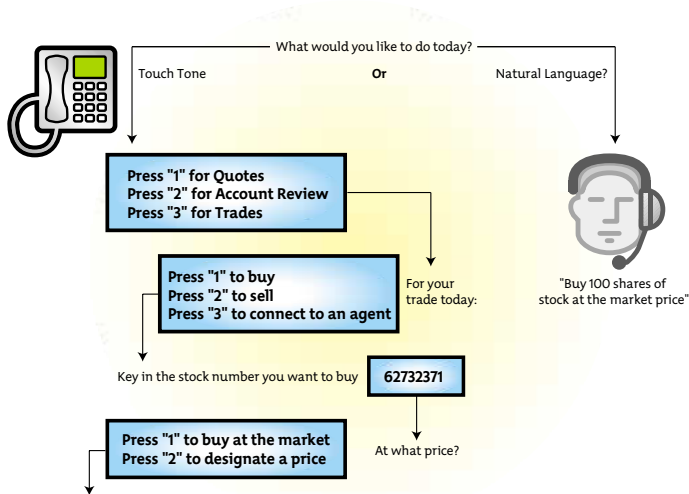 What would you like to do today?
Touch Tone
Or
Natural Language?
Press "1" for Quotes
Press "2" for Account Review
Press "3" for Trades
Press "1" to buy
Press "2" to sell
Press "3" to connect to an agent
For your
trade today:
"Buy 100 shares of
stock at the market price"
Key in the stock number you want to buy
62732371
Press "1" to buy at the market
Press "2" to designate a price
At what price?